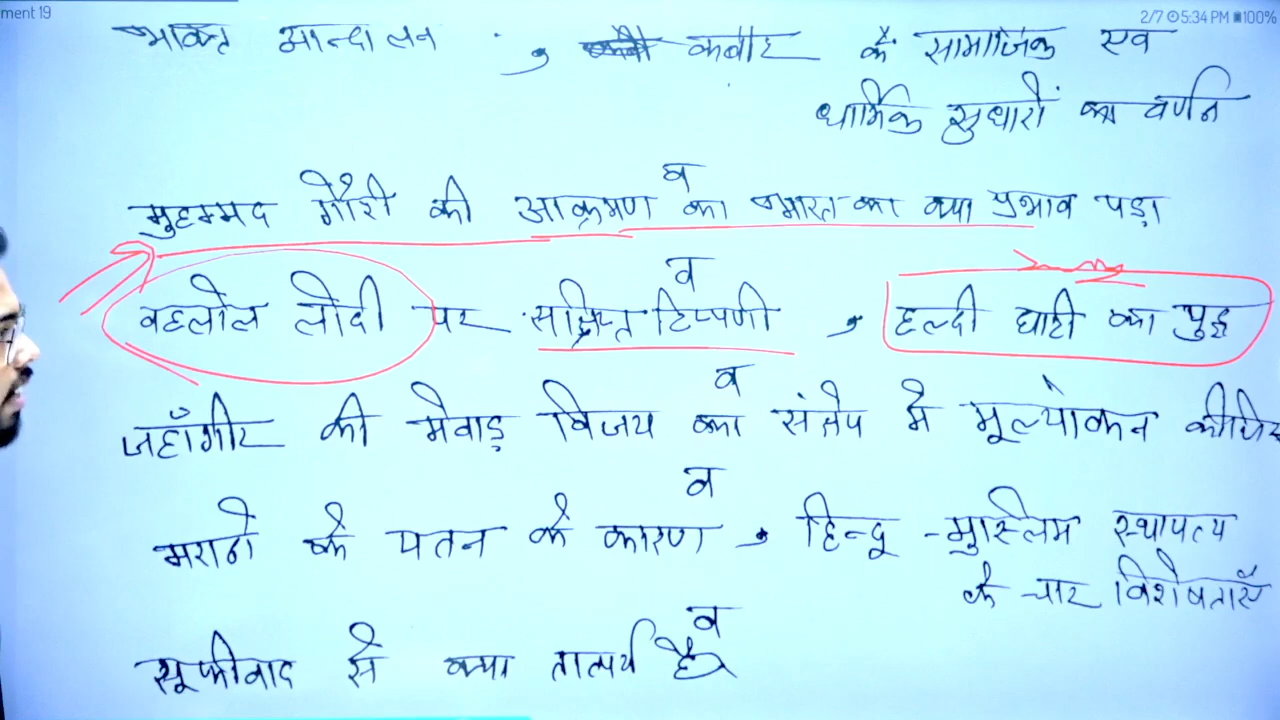 ment 19
2/7 5:34 PM 100%
भक्ति आन्दोलन , कबीर के सामाजिक एव
धार्मिक सुधारों का वर्णन
व
मुहम्मद गौरी की आक्रमण का भारत का क्या प्रभाव पड़ा
व
बहलोल लोदी पर संक्षिप्त टिप्पणी , हल्दी घाटी का युद्ध
व
जहाँगीर की मेवाड़ विजय का संक्षेप मे मूल्यांकन
व
मराठो के पतन के कारण , हिन्दू - मुस्लिम स्थापत्य
के चार विशेषताएँ
व
सूफीवाद से क्या तात्पर्य है